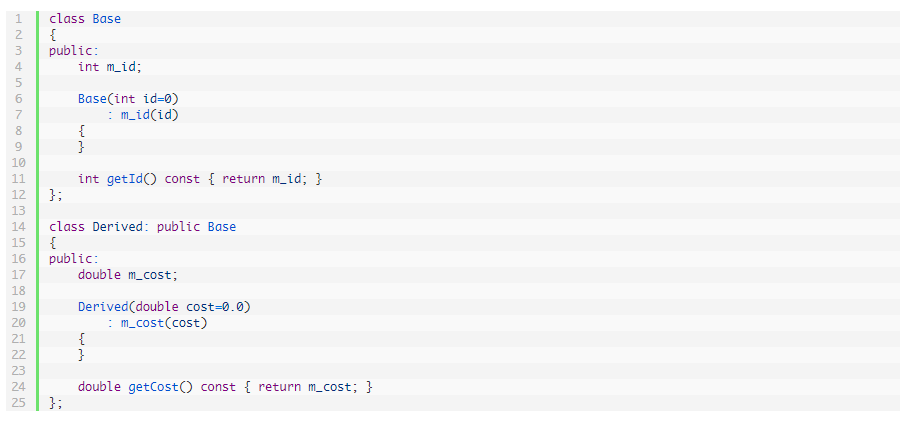 1 class Base
2 {
3 public:
4     int m_id;
5
6     Base(int id=0)
7         : m_id(id)
8     {
9     }
10
11     int getId() const { return m_id; }
12 };
13
14 class Derived: public Base
15 {
16 public:
17     double m_cost;
18
19     Derived(double cost=0.0)
20         : m_cost(cost)
21     {
22     }
23
24     double getCost() const { return m_cost; }
25 };